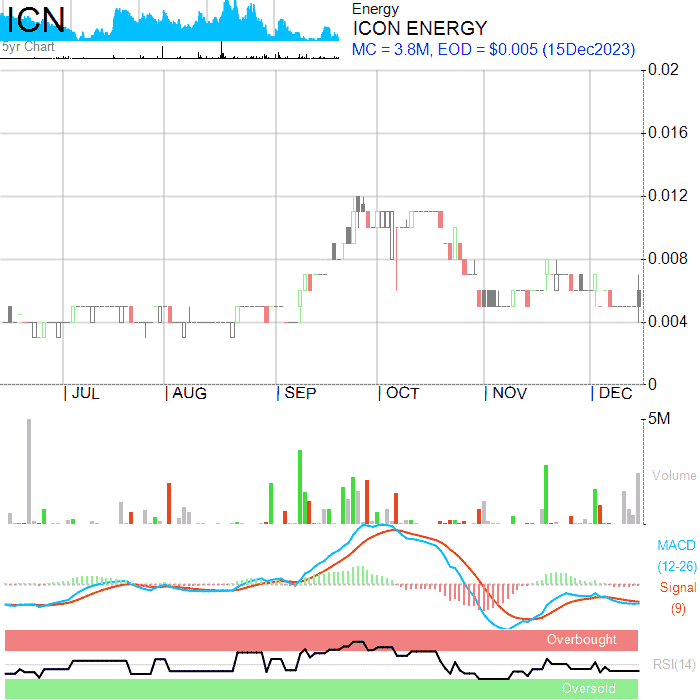 ICN
5yr Chart
Energy
ICON ENERGY
MC = 3.8M, EOD = $0.005 (15Dec2023)
0.02
0.016
0.012
0.008
0.004
0
JUL AUG SEP OCT NOV DEC
5M
Volume
MACD
(12-26)
Signal
(9)
Overbought
RSI(14)
Oversold